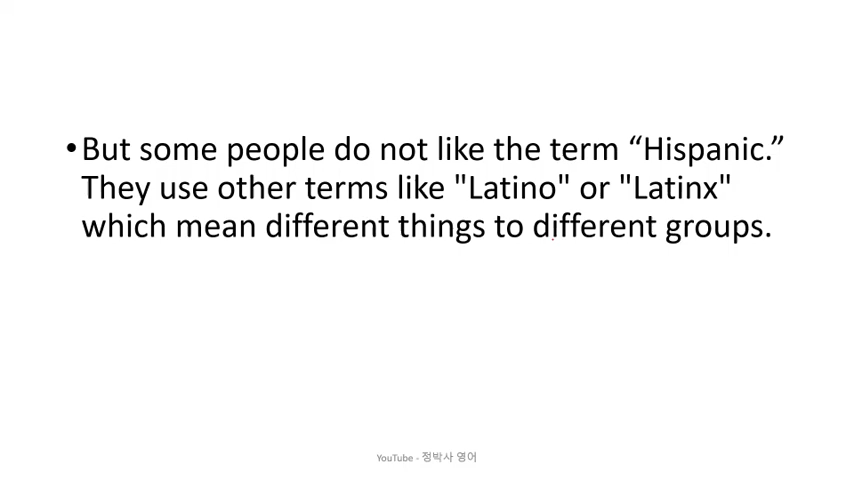 •But some people do not like the term “Hispanic.”
They use other terms like "Latino" or "Latinx"
which mean different things to different groups.
YouTube - 정박사 영어